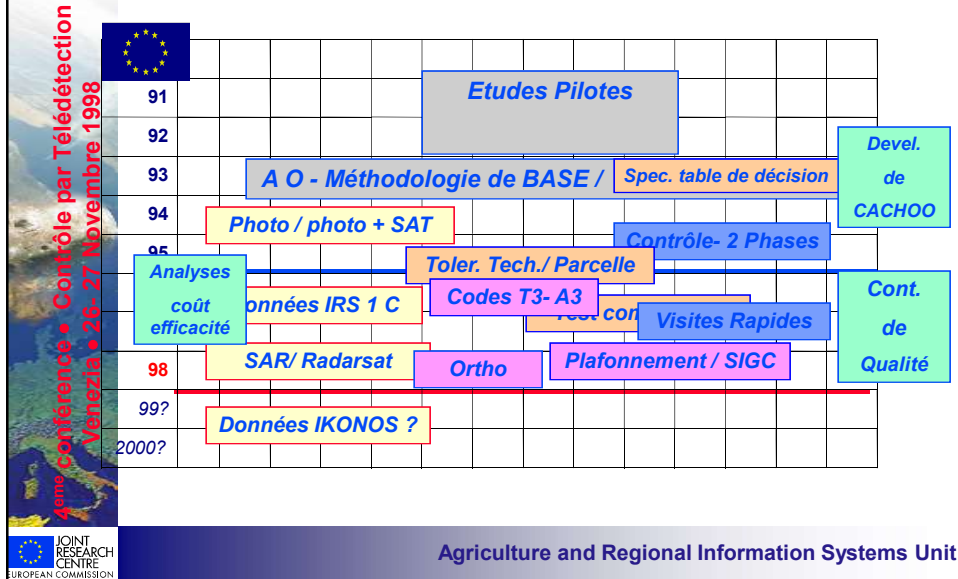 4eme Conférence • Contrôle par Télédétection
Venezia • 26- 27 Novembre 1998
91
Etudes Pilotes
92
93
A O - Méthodologie de BASE /
Spec. table de décision
Devel.
de
CACHOO
94
Photo / photo + SAT
Contrôle- 2 Phases
95
Toler. Tech./ Parcelle
Analyses
coût
efficacité
Codes T3- A3
onnées IRS 1 C
Visites Rapides
Cont.
de
Qualité
98
SAR/ Radarsat
Ortho
Plafonnement / SIGC
99?
Données IKONOS ?
2000?
JOINT
RESEARCH
CENTRE
EUROPEAN COMMISSION
Agriculture and Regional Information Systems Unit